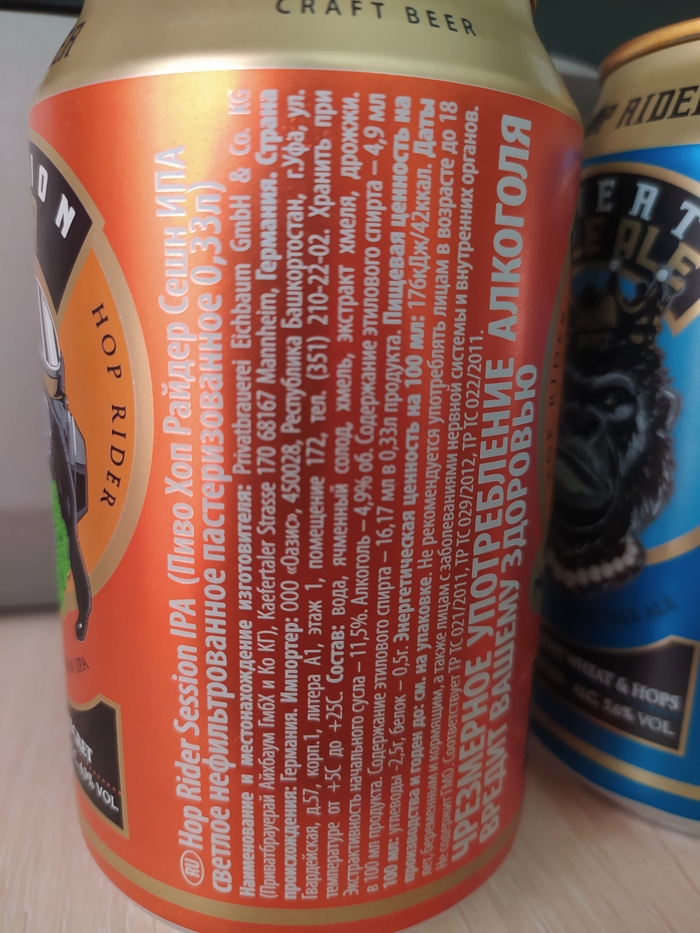 CRAFT BEER
RU Hop Rider Session IPA (Пиво Хоп Райдер Сешн ИПА
светлое нефильтрованное пастеризованное 0,33л)
Наименование и местонахождение изготовителя: Privatbrauerei Eichbaum GmbH & Co. KG
(Приватбрауерай Айхбаум ГмбХ и Ко КГ), Kaefertaler Strasse 170 68167 Mannheim, Германия. Страна
происхождения: Германия. Импортер: ООО «Оазис», 450028, Республика Башкортостан, г.Уфа, ул.
Гвардейская, д.57, корп.1, литера А1, этаж 1, помещение 172, тел. (351) 210-22-02. Хранить при
температуре от +5С до +25С. Состав: вода, ячменный солод, хмель, экстракт хмеля, дрожжи.
Экстрактивность начального сусла – 11,5%. Алкоголь – 4,9% об. Содержание этилового спирта – 4,9 мл
в 100 мл продукта. Содержание этилового спирта – 16,17 мл в 0,33л продукта. Пищевая ценность на
100 мл: углеводы -2,5г, белок – 0,5г. Энергетическая ценность на 100 мл: 176кДж/42ккал. Даты
производства и годен до: см. на упаковке. Не рекомендуется употреблять лицам в возрасте до 18
лет, беременным и кормящим, а также лицам с заболеваниями нервной системы и внутренних органов.
Не содержит ГМО. Соответствует ТР ТС 021/2011, ТР ТС 029/2012, ТР ТС 022/2011.
ЧРЕЗМЕРНОЕ УПОТРЕБЛЕНИЕ АЛКОГОЛЯ
ВРЕДИТ ВАШЕМУ ЗДОРОВЬЮ
HOP RIDER
IPA
VOL.
RIDER
PALE ALE
WHEAT & HOPS
ALC. 5.6% VOL.